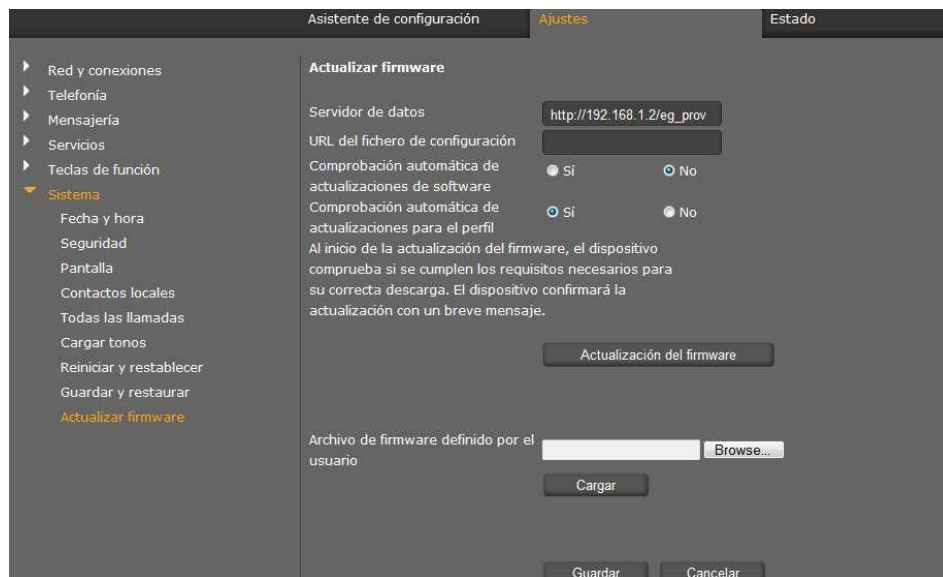 Asistente de configuración
Ajustes
Estado
Red y conexiones
Telefonía
Mensajería
Servicios
Teclas de función
Sistema
Fecha y hora
Seguridad
Pantalla
Contactos locales
Todas las llamadas
Cargar tonos
Reiniciar y restablecer
Guardar y restaurar
Actualizar firmware
Actualizar firmware
Servidor de datos
http://192.168.1.2/eg_prov
URL del fichero de configuración
Comprobación automática de
actualizaciones de software
Sí
No
Comprobación automática de
actualizaciones para el perfil
Sí
No
Al inicio de la actualización del firmware, el dispositivo
comprueba si se cumplen los requisitos necesarios para
su correcta descarga. El dispositivo confirmará la
actualización con un breve mensaje.
Actualización del firmware
Archivo de firmware definido por el
usuario
Browse...
Cargar
Guardar
Cancelar